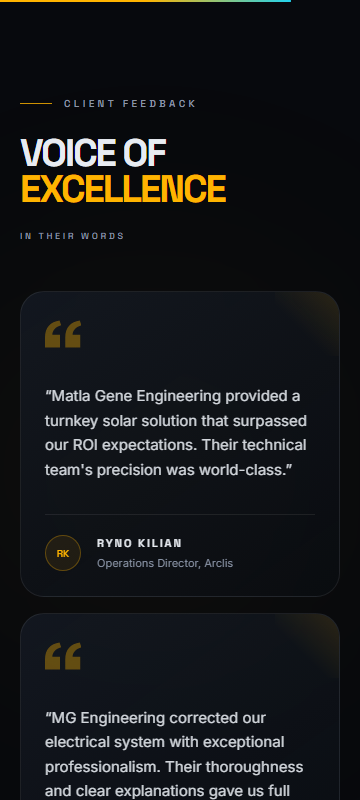 CLIENT FEEDBACK
VOICE OF
EXCELLENCE
IN THEIR WORDS
"Matla Gene Engineering provided a
turnkey solar solution that surpassed
our ROI expectations. Their technical
team's precision was world-class."
RK
RYNO KILIAN
Operations Director, Arclis
"MG Engineering corrected our
electrical system with exceptional
professionalism. Their thoroughness
and clear explanations gave us full